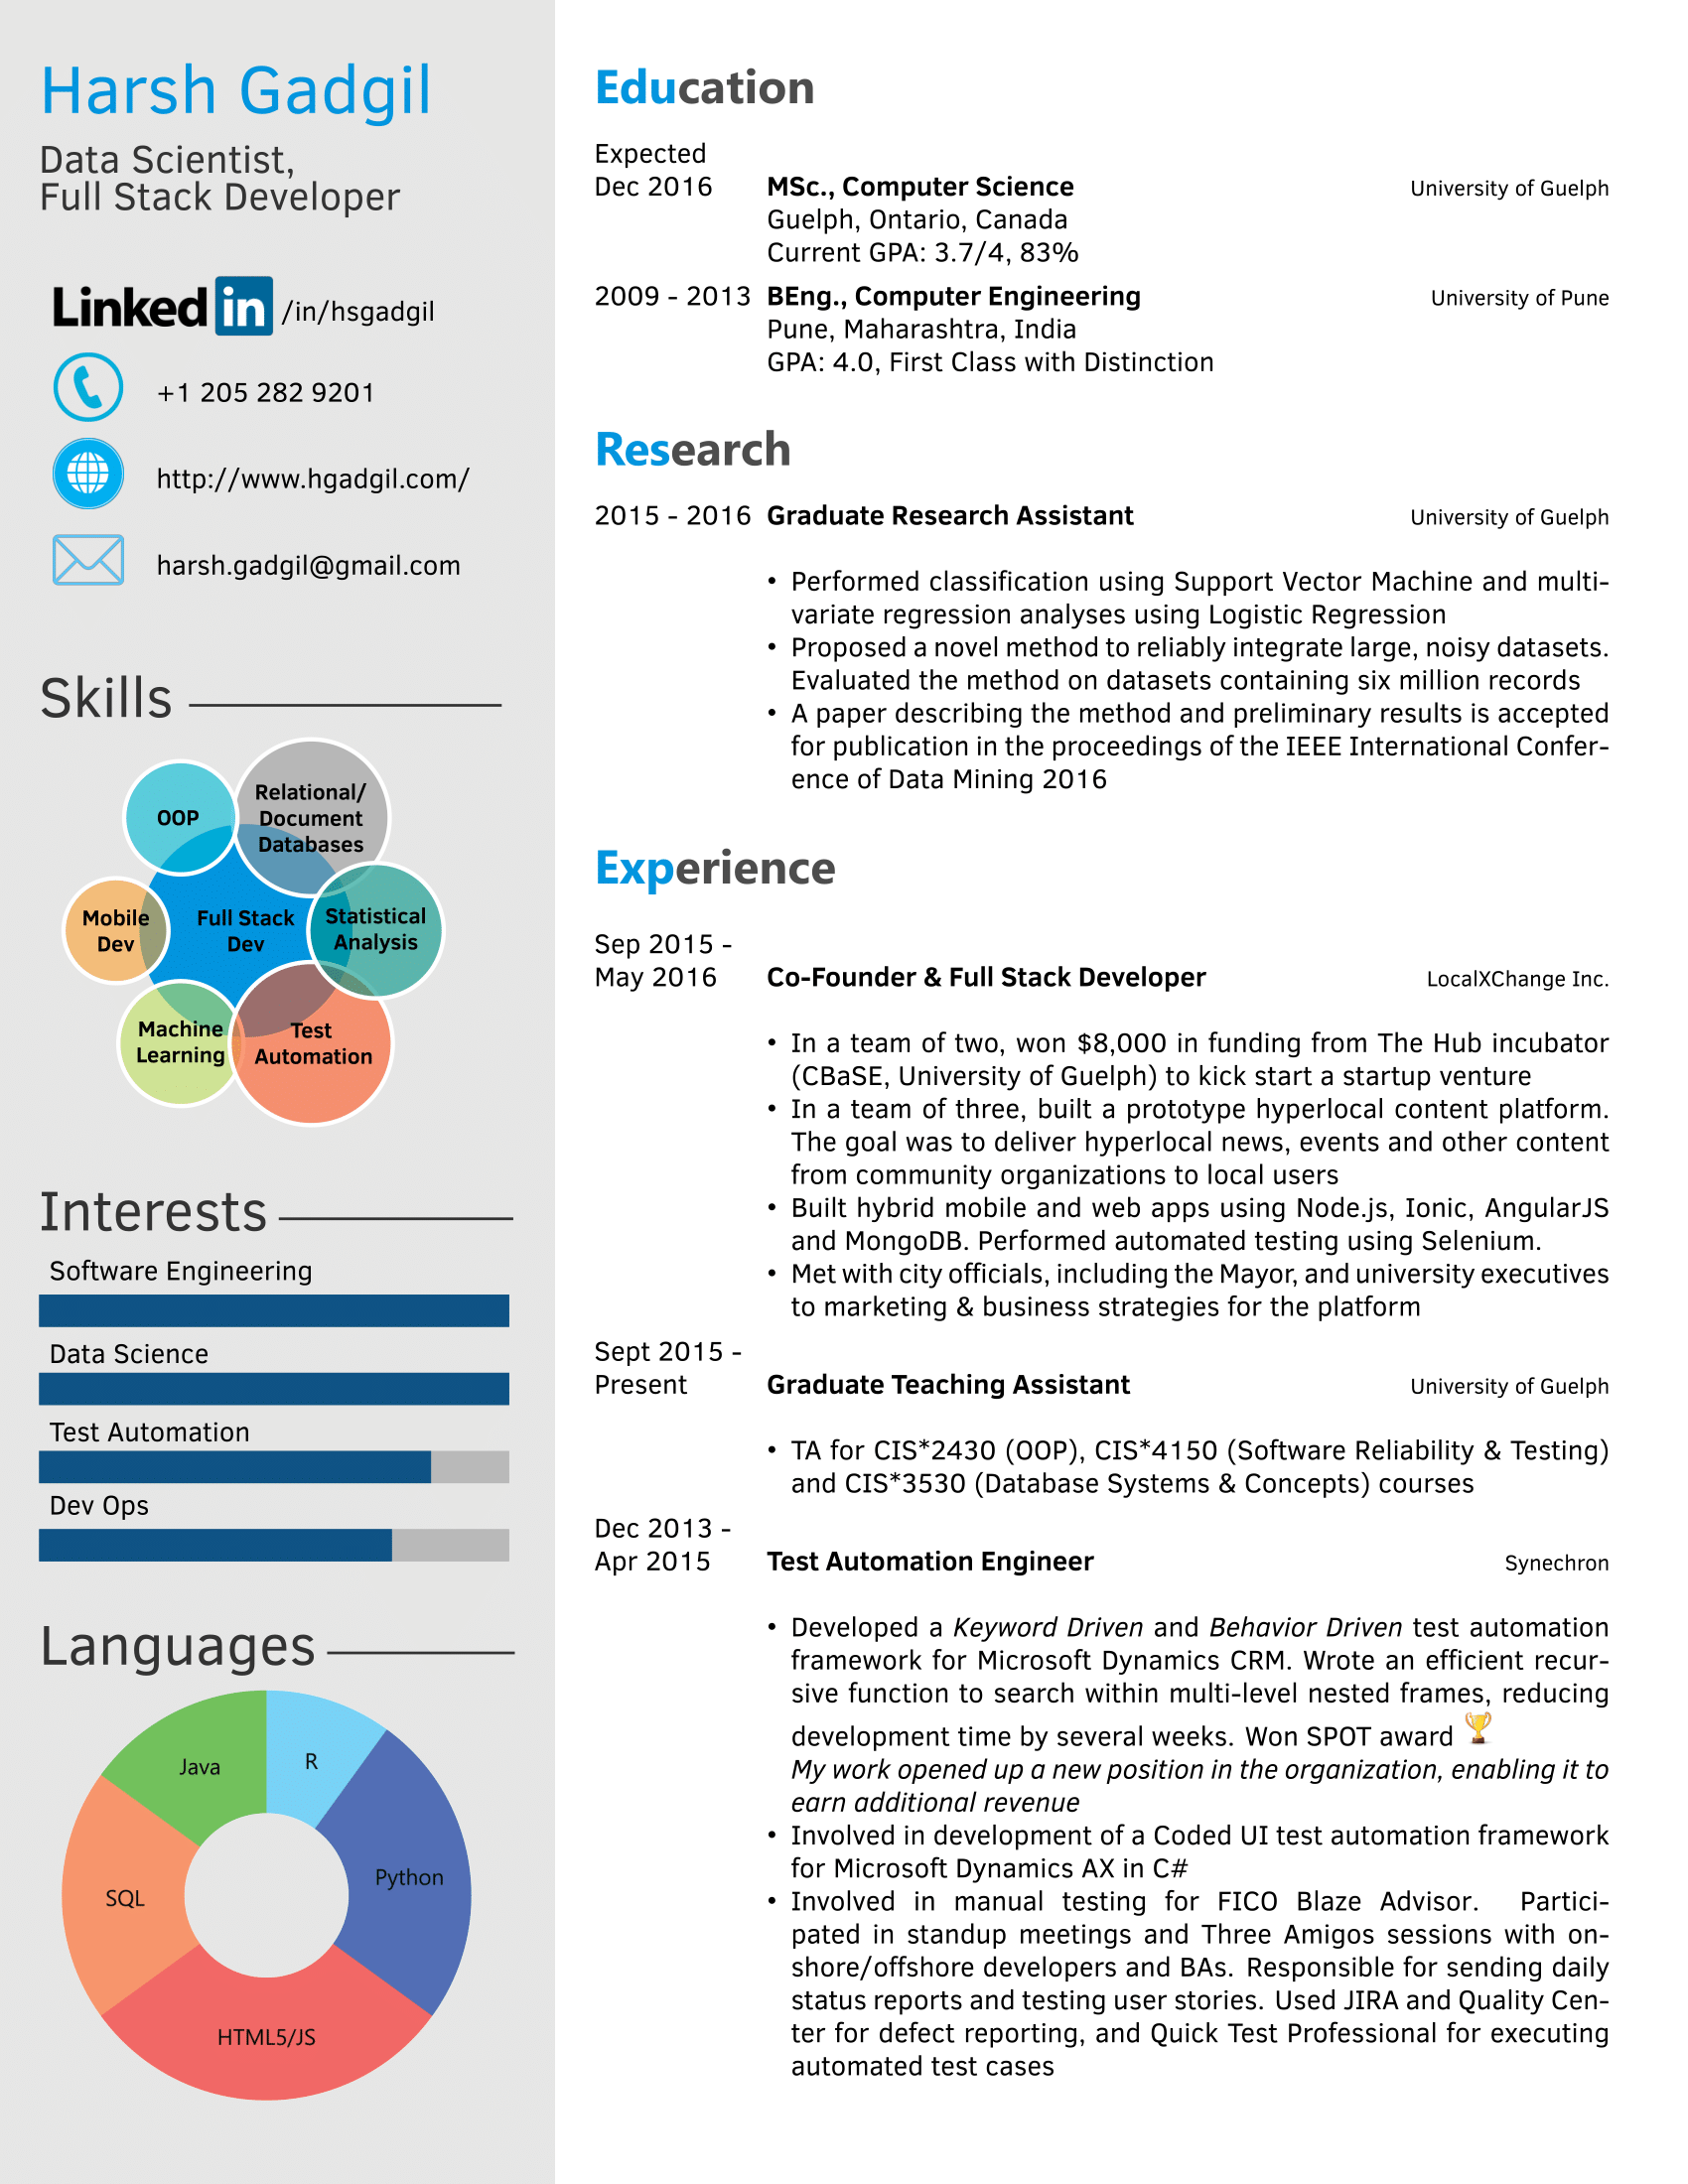 Harsh Gadgil
Data Scientist,
Full Stack Developer
LinkedIn /in/hsgadgil
+1 205 282 9201
http://www.hgadgil.com/
harsh.gadgil@gmail.com
Skills
OOP
Relational/
Document
Databases
Mobile
Dev
Full Stack
Dev
Statistical
Analysis
Machine
Learning
Test
Automation
Interests
Software Engineering
Data Science
Test Automation
Dev Ops
Languages
Java
R
SQL
Python
HTML5/JS
Education
Expected
Dec 2016 MSc., Computer Science University of Guelph
Guelph, Ontario, Canada
Current GPA: 3.7/4, 83%
2009 - 2013 BEng., Computer Engineering University of Pune
Pune, Maharashtra, India
GPA: 4.0, First Class with Distinction
Research
2015 - 2016 Graduate Research Assistant University of Guelph
• Performed classification using Support Vector Machine and multi-
variate regression analyses using Logistic Regression
• Proposed a novel method to reliably integrate large, noisy datasets.
Evaluated the method on datasets containing six million records
• A paper describing the method and preliminary results is accepted
for publication in the proceedings of the IEEE International Confer-
ence of Data Mining 2016
Experience
Sep 2015 -
May 2016 Co-Founder & Full Stack Developer LocalXChange Inc.
• In a team of two, won $8,000 in funding from The Hub incubator
(CBaSE, University of Guelph) to kick start a startup venture
• In a team of three, built a prototype hyperlocal content platform.
The goal was to deliver hyperlocal news, events and other content
from community organizations to local users
• Built hybrid mobile and web apps using Node.js, Ionic, AngularJS
and MongoDB. Performed automated testing using Selenium.
• Met with city officials, including the Mayor, and university executives
to marketing & business strategies for the platform
Sept 2015 -
Present Graduate Teaching Assistant University of Guelph
• TA for CIS*2430 (OOP), CIS*4150 (Software Reliability & Testing)
and CIS*3530 (Database Systems & Concepts) courses
Dec 2013 -
Apr 2015 Test Automation Engineer Synechron
• Developed a Keyword Driven and Behavior Driven test automation
framework for Microsoft Dynamics CRM. Wrote an efficient recur-
sive function to search within multi-level nested frames, reducing
development time by several weeks. Won SPOT award
My work opened up a new position in the organization, enabling it to
earn additional revenue
• Involved in development of a Coded UI test automation framework
for Microsoft Dynamics AX in C#
• Involved in manual testing for FICO Blaze Advisor. Partici-
pated in standup meetings and Three Amigos sessions with on-
shore/offshore developers and BAs. Responsible for sending daily
status reports and testing user stories. Used JIRA and Quality Cen-
ter for defect reporting, and Quick Test Professional for executing
automated test cases